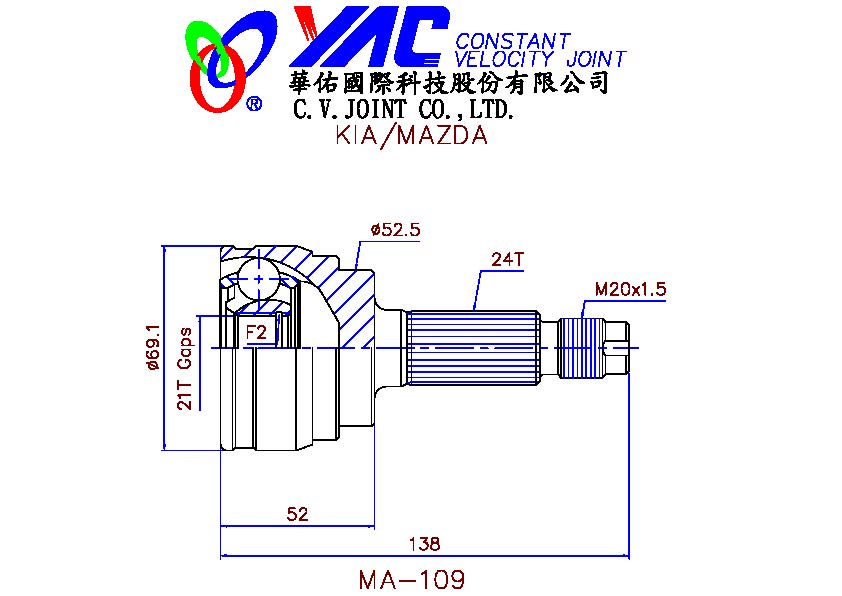 YAC CONSTANT
VELOCITY JOINT
®
華佑國際科技股份有限公司
C.V.JOINT CO.,LTD.
KIA/MAZDA
ø52.5
24T
M20x1.5
ø69.1
21T Gaps
F2
52
138
MA-109